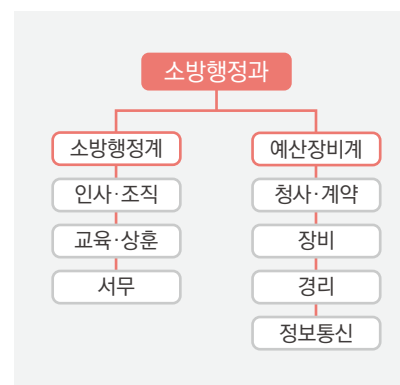 소방행정과
소방행정계
인사·조직
교육·상훈
서무
예산장비계
청사·계약
장비
경리
정보통신